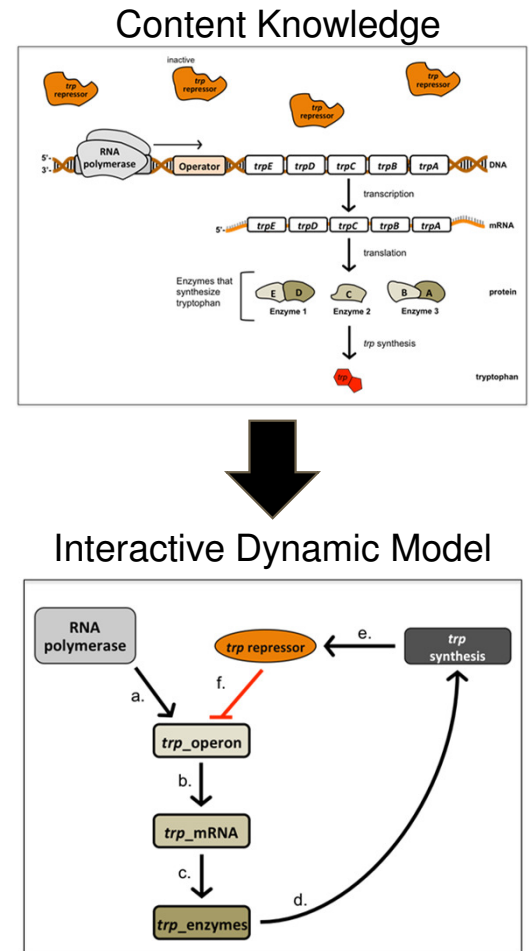 Content Knowledge
inactive
trp
repressor
trp
repressor
trp
repressor
trp
repressor
RNA
polymerase
5'-
3'-
Operator
trpE
trpD
trpC
trpB
trpA
DNA
transcription
5'-
trpE
trpD
trpC
trpB
trpA
mRNA
translation
Enzymes that
synthesize
tryptophan
E
D
C
B
A
protein
Enzyme 1
Enzyme 2
Enzyme 3
trp synthesis
trp
tryptophan
Interactive Dynamic Model
RNA
polymerase
trp repressor
e.
trp
synthesis
a.
f.
trp_operon
b.
trp_mRNA
c.
d.
trp_enzymes